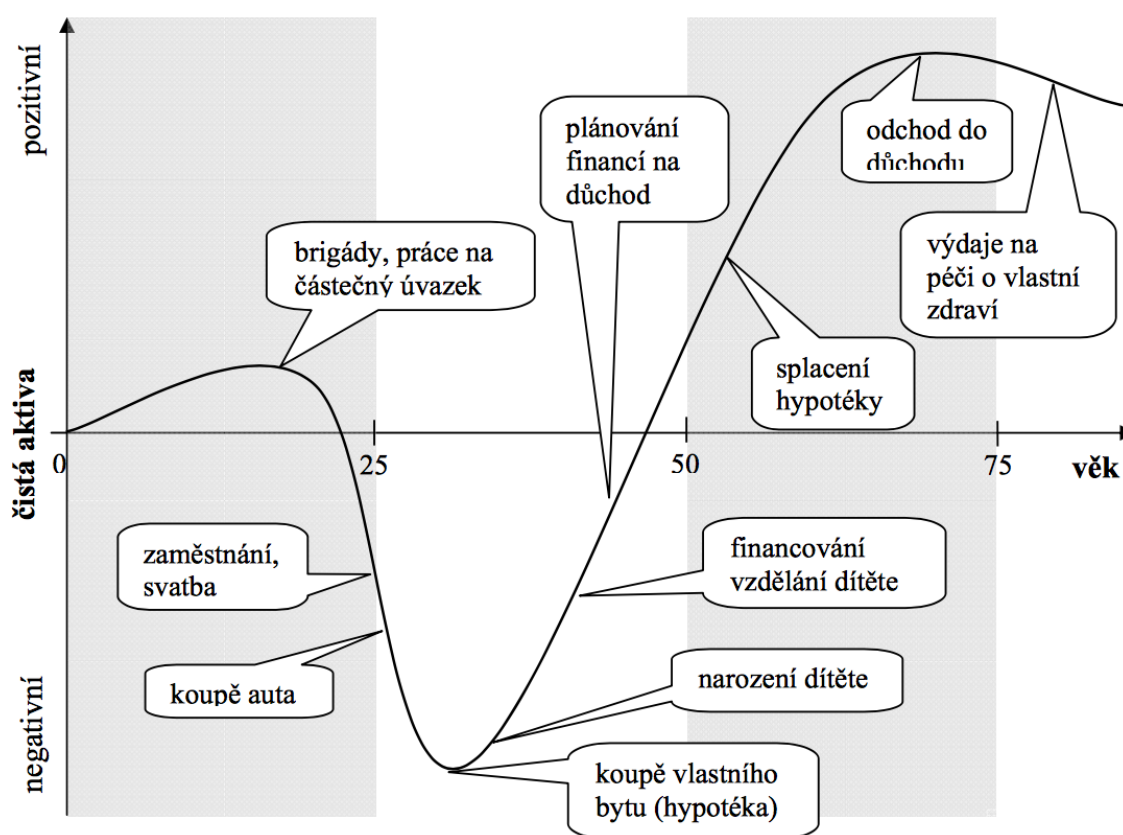 pozitivní
čistá aktiva
negativní
brigády, práce na
částečný úvazek
plánování
financí na
důchod
odchod do
důchodu
výdaje na
péči o vlastní
zdraví
splacení
hypotéky
0
25
50
75
věk
zaměstnání,
svatba
koupě auta
financování
vzdělání dítěte
narození dítěte
koupě vlastního
bytu (hypotéka)